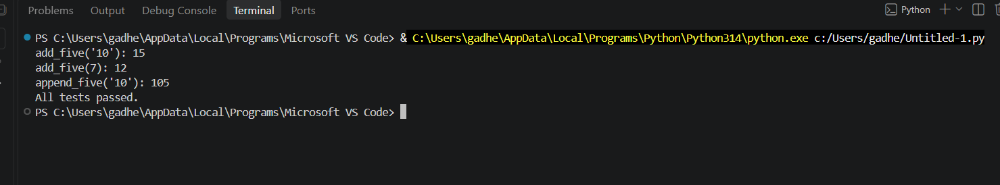 Problems Output Debug Console Terminal Ports Python
PS C:\Users\gadhe\AppData\Local\Programs\Microsoft VS Code> & C:\Users\gadhe\AppData\Local\Programs\Python\Python314\python.exe c:/Users/gadhe/Untitled-1.py
add_five('10'): 15
add_five(7): 12
append_five('10'): 105
All tests passed.
PS C:\Users\gadhe\AppData\Local\Programs\Microsoft VS Code>